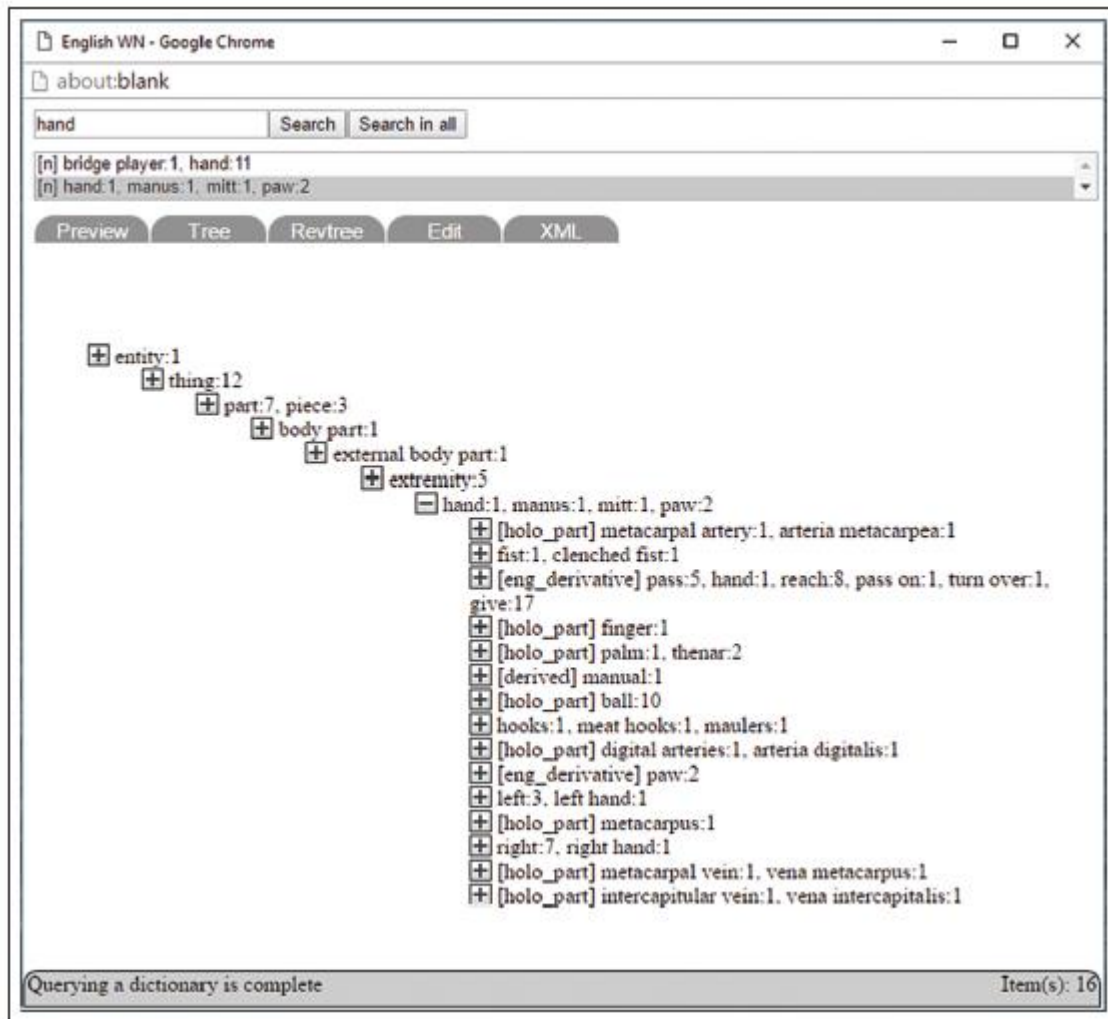 English WN - Google Chrome
about:blank
hand Search Search in all
[n] bridge player:1, hand:11
[n] hand:1, manus:1, mitt:1, paw:2
Preview Tree Revtree Edit XML
entity:1
thing:12
part:7, piece:3
body part:1
external body part:1
extremity:5
hand:1, manus:1, mitt:1, paw:2
[holo_part] metacarpal artery:1, arteria metacarpea:1
fist:1, clenched fist:1
[eng_derivative] pass:5, hand:1, reach:8, pass on:1, turn over:1,
give:17
[holo_part] finger:1
[holo_part] palm:1, thenar:2
[derived] manual:1
[holo_part] ball:10
hooks:1, meat hooks:1, maulers:1
[holo_part] digital arteries:1, arteria digitalis:1
[eng_derivative] paw:2
left:3, left hand:1
[holo_part] metacarpus:1
right:7, right hand:1
[holo_part] metacarpal vein:1, vena metacarpus:1
[holo_part] intercapitular vein:1, vena intercapitalis:1
Querying a dictionary is complete Item(s): 16